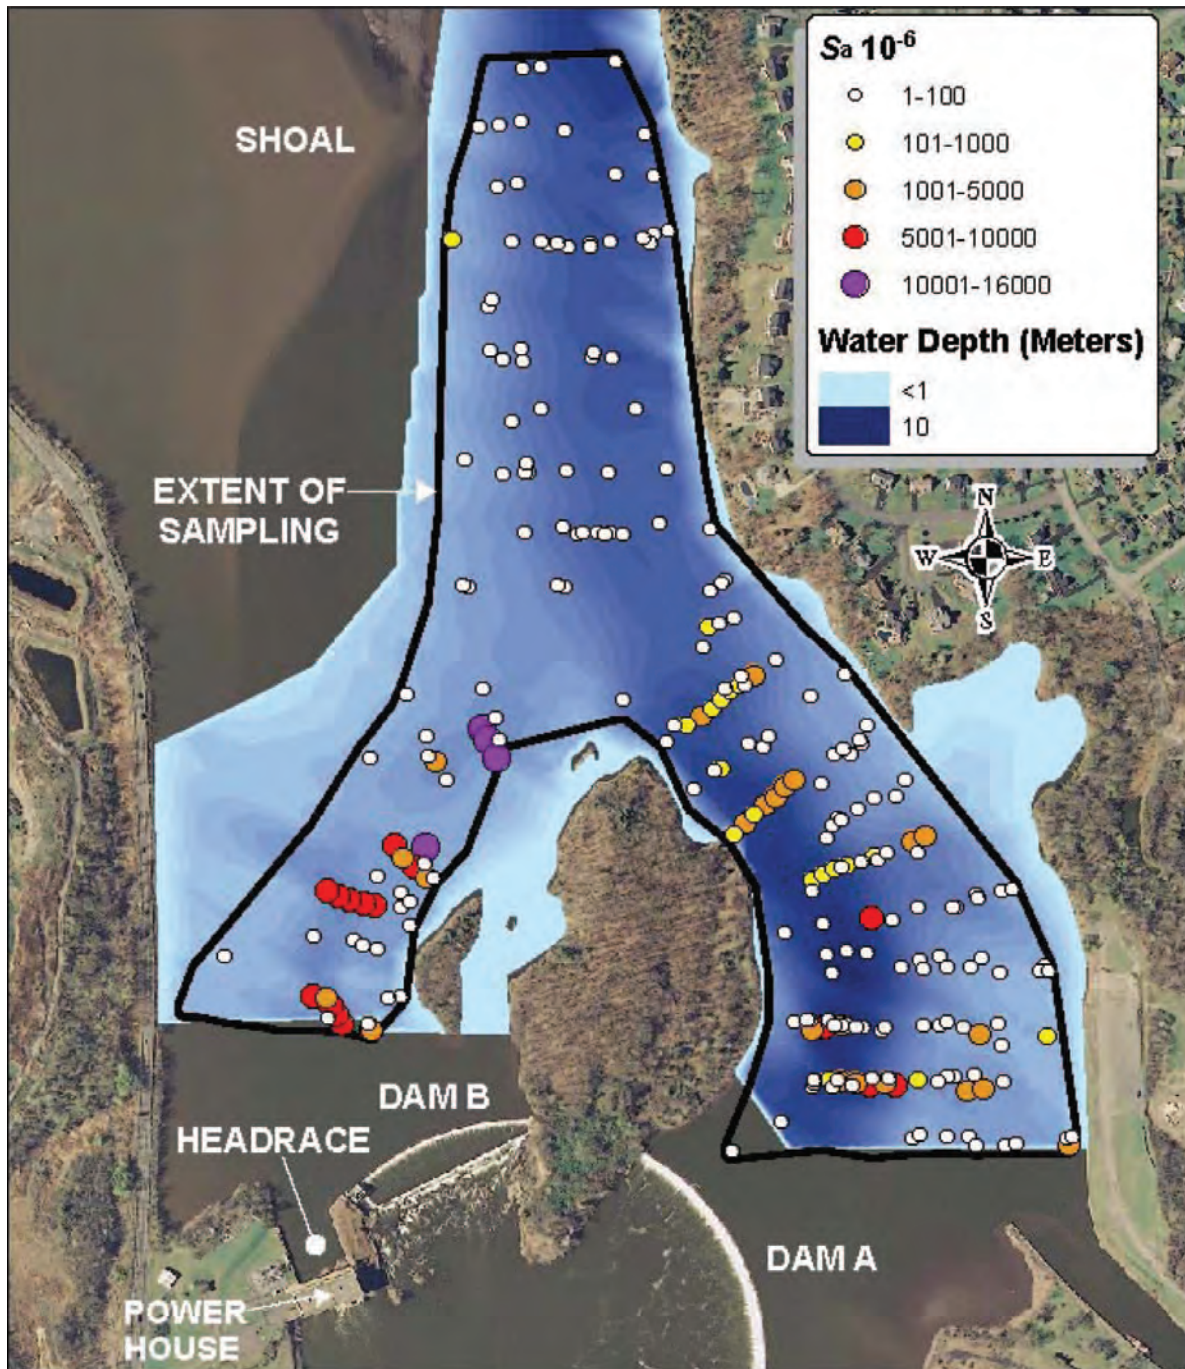 Sa 10-6
1-100
101-1000
1001-5000
5001-10000
10001-16000
Water Depth (Meters)
<1
10
SHOAL
EXTENT OF
SAMPLING
N
W
E
S
DAM B
HEADRACE
DAM A
POWER
HOUSE